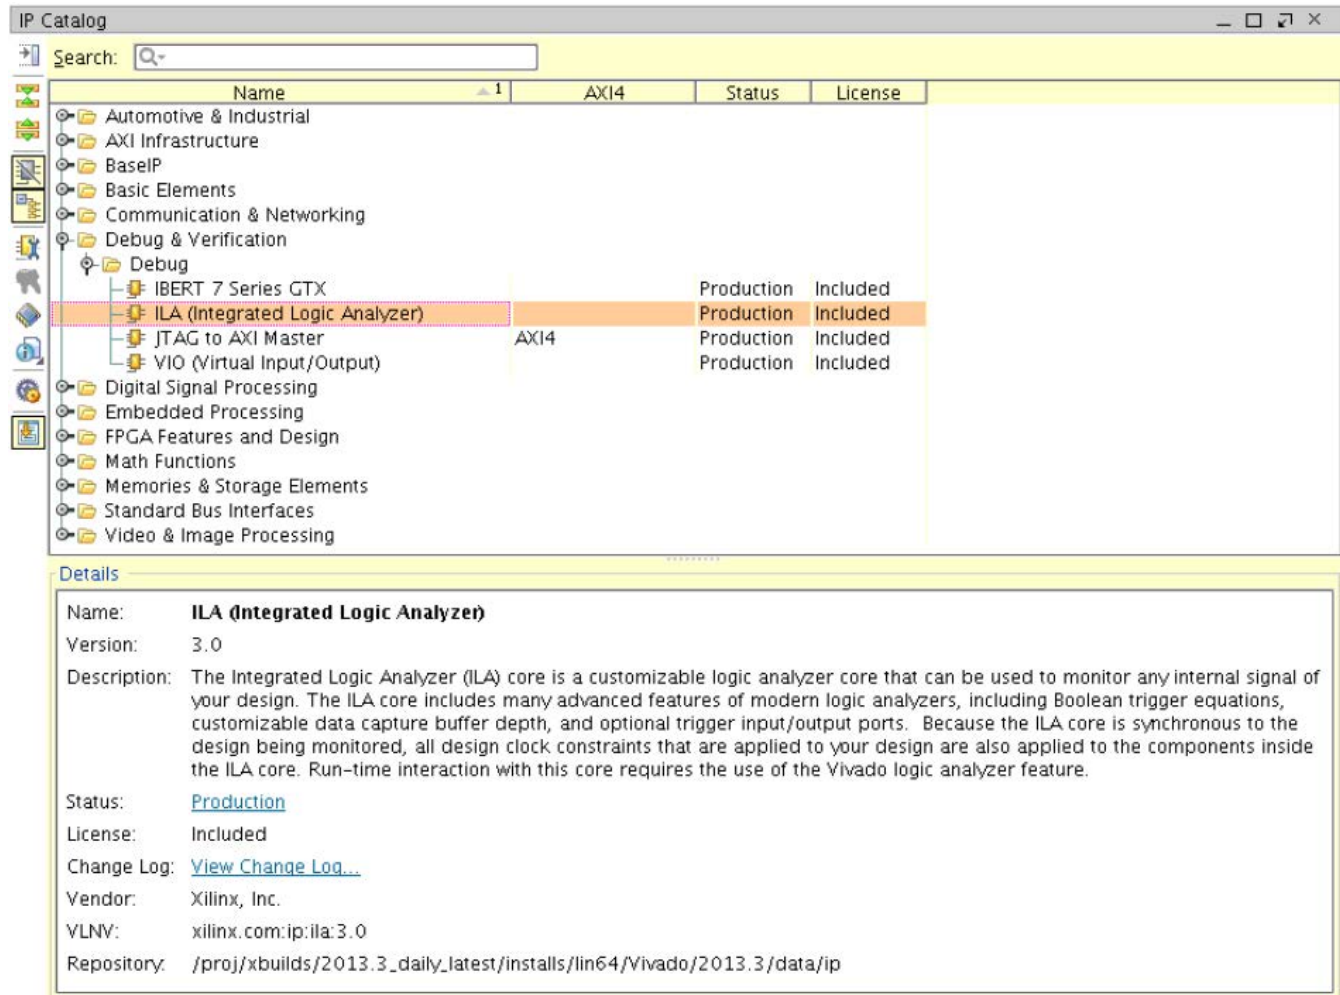 IP Catalog
Search:
Name 1 AXI4 Status License
Automotive & Industrial
AXI Infrastructure
BaseIP
Basic Elements
Communication & Networking
Debug & Verification
Debug
IBERT 7 Series GTX Production Included
ILA (Integrated Logic Analyzer) Production Included
JTAG to AXI Master AXI4 Production Included
VIO (Virtual Input/Output) Production Included
Digital Signal Processing
Embedded Processing
FPGA Features and Design
Math Functions
Memories & Storage Elements
Standard Bus Interfaces
Video & Image Processing
Details
Name: ILA (Integrated Logic Analyzer)
Version: 3.0
Description: The Integrated Logic Analyzer (ILA) core is a customizable logic analyzer core that can be used to monitor any internal signal of
your design. The ILA core includes many advanced features of modern logic analyzers, including Boolean trigger equations,
customizable data capture buffer depth, and optional trigger input/output ports. Because the ILA core is synchronous to the
design being monitored, all design clock constraints that are applied to your design are also applied to the components inside
the ILA core. Run-time interaction with this core requires the use of the Vivado logic analyzer feature.
Status: Production
License: Included
Change Log: View Change Log...
Vendor: Xilinx, Inc.
VLNV: xilinx.com:ip:ila:3.0
Repository: /proj/xbuilds/2013.3_daily_latest/installs/lin64/Vivado/2013.3/data/ip